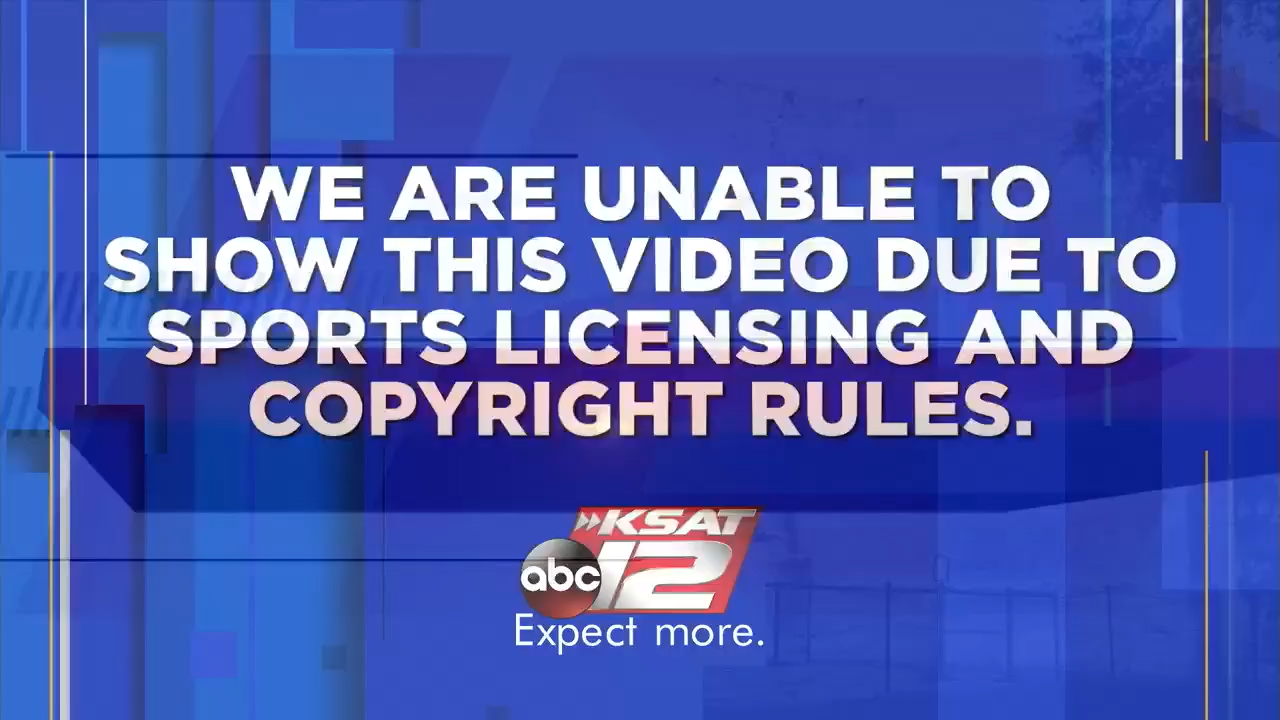 WE ARE UNABLE TO
SHOW THIS VIDEO DUE TO
SPORTS LICENSING AND
COPYRIGHT RULES.
KSAT
abc 12
Expect more.